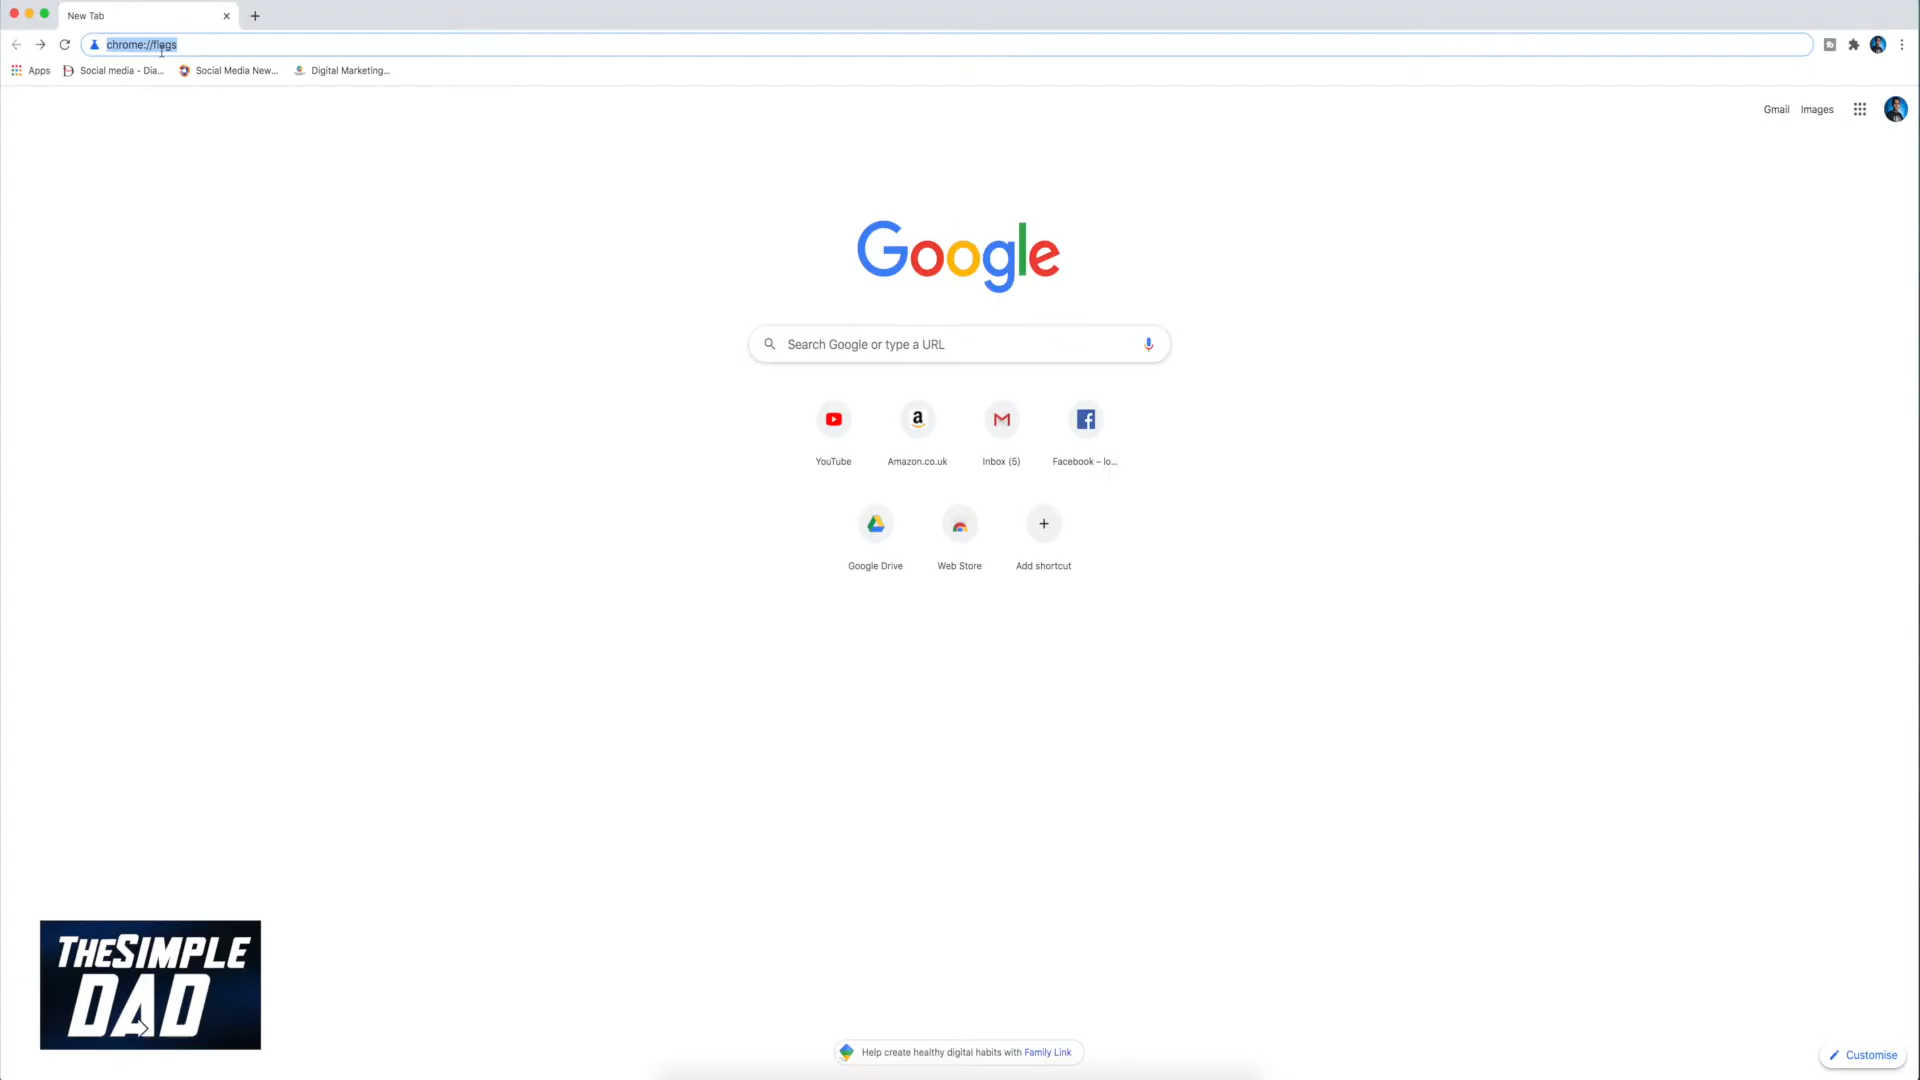 New Tab
chrome://flags
Apps
Social media - Dia...
Social Media New...
Digital Marketing...
Gmail
Images
Google
Search Google or type a URL
YouTube
Amazon.co.uk
Inbox (5)
Facebook – lo...
Google Drive
Web Store
Add shortcut
THESIMPLE
DAD
Help create healthy digital habits with Family Link
Customise